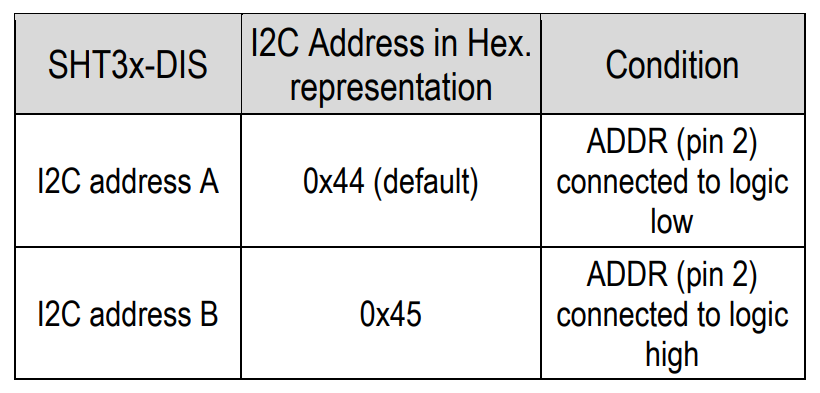 SHT3x-DIS
I2C Address in Hex.
representation
Condition
I2C address A
0x44 (default)
ADDR (pin 2)
connected to logic
low
I2C address B
0x45
ADDR (pin 2)
connected to logic
high